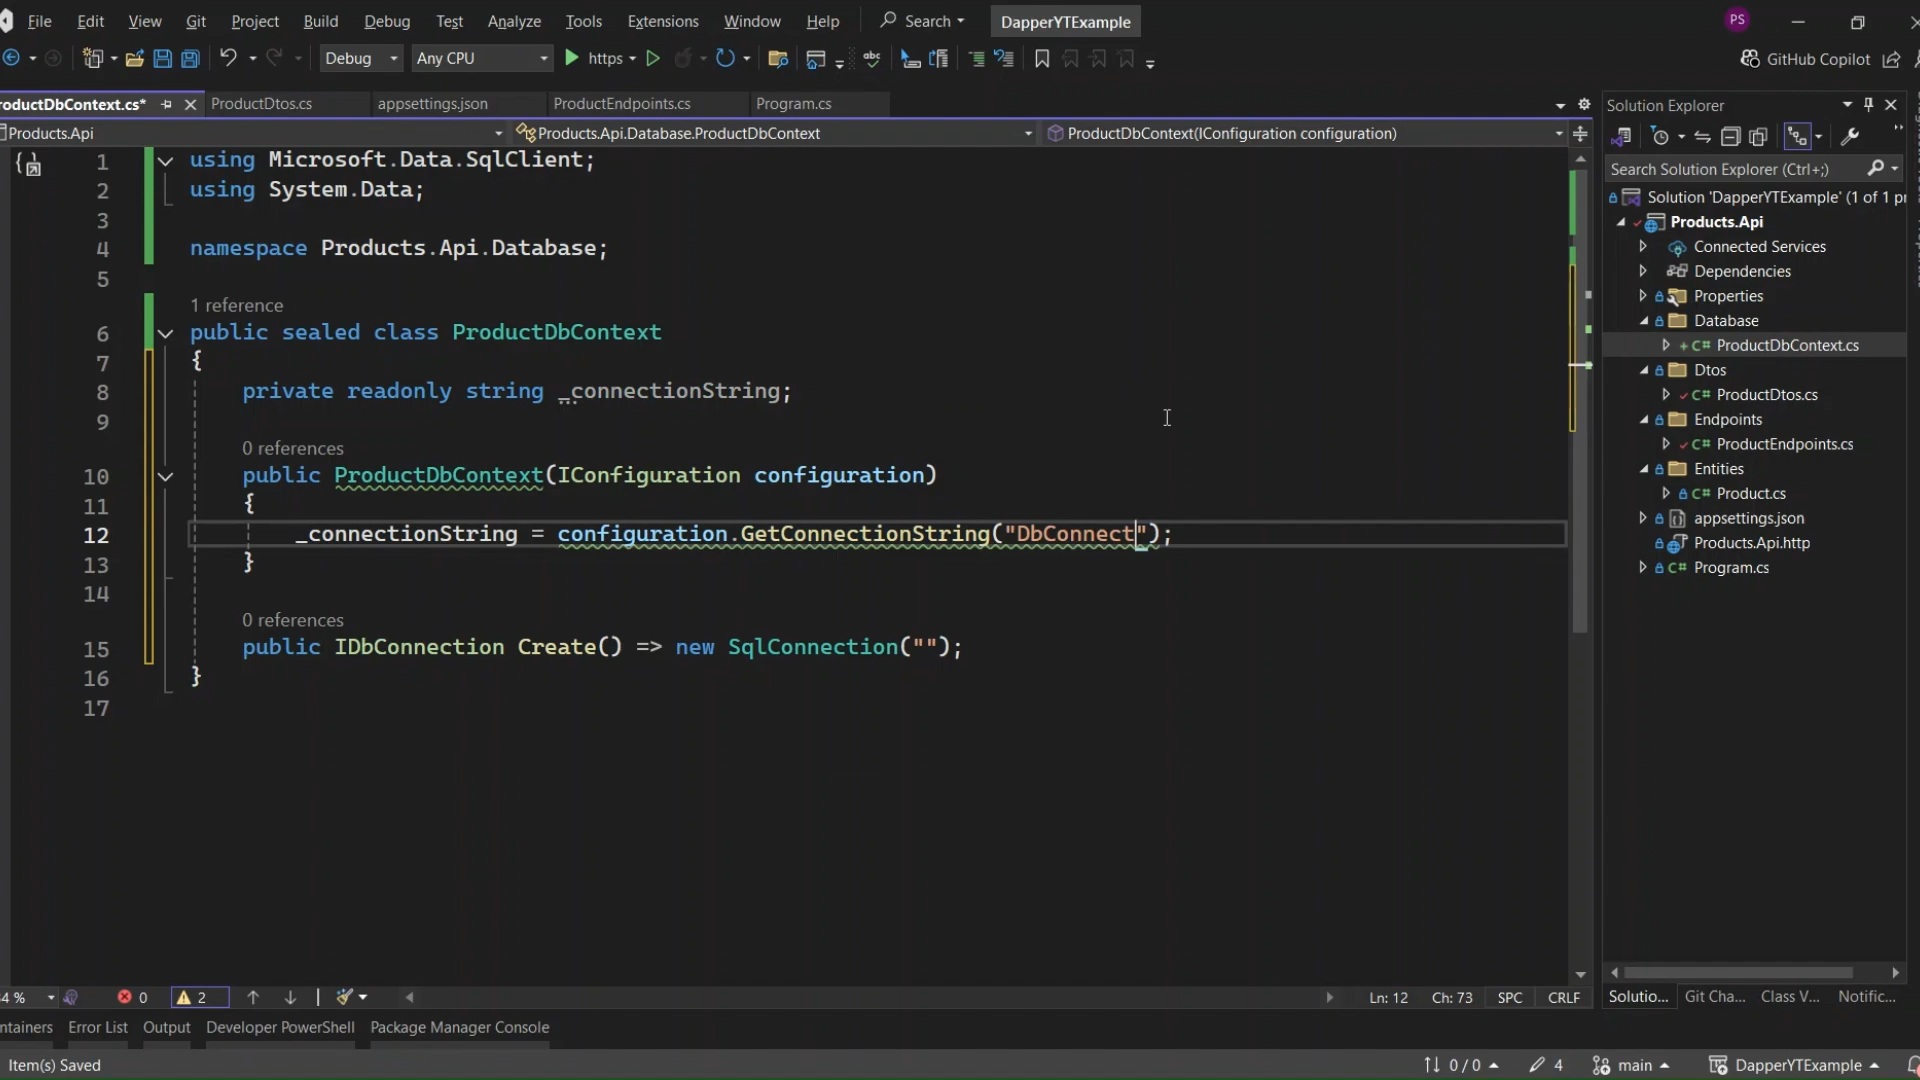 File Edit View Git Project Build Debug Test Analyze Tools Extensions Window Help Search DapperYTExample PS
Debug Any CPU https GitHub Copilot
roductDbContext.cs* ProductDtos.cs appsettings.json ProductEndpoints.cs Program.cs
Products.Api Products.Api.Database.ProductDbContext ProductDbContext(IConfiguration configuration)
1 using Microsoft.Data.SqlClient;
2 using System.Data;
3
4 namespace Products.Api.Database;
5
1 reference
6 public sealed class ProductDbContext
7 {
8 private readonly string _connectionString;
9
0 references
10 public ProductDbContext(IConfiguration configuration)
11 {
12 _connectionString = configuration.GetConnectionString("DbConnect");
13 }
14
0 references
15 public IDbConnection Create() => new SqlConnection("");
16 }
17
Solution Explorer
Search Solution Explorer (Ctrl+;)
Solution 'DapperYTExample' (1 of 1 pr
Products.Api
Connected Services
Dependencies
Properties
Database
C# ProductDbContext.cs
Dtos
C# ProductDtos.cs
Endpoints
C# ProductEndpoints.cs
Entities
C# Product.cs
appsettings.json
Products.Api.http
C# Program.cs
4 % 0 2 Ln: 12 Ch: 73 SPC CRLF
Solutio... Git Cha... Class V... Notific...
ntainers Error List Output Developer PowerShell Package Manager Console
Item(s) Saved 0 / 0 4 main DapperYTExample